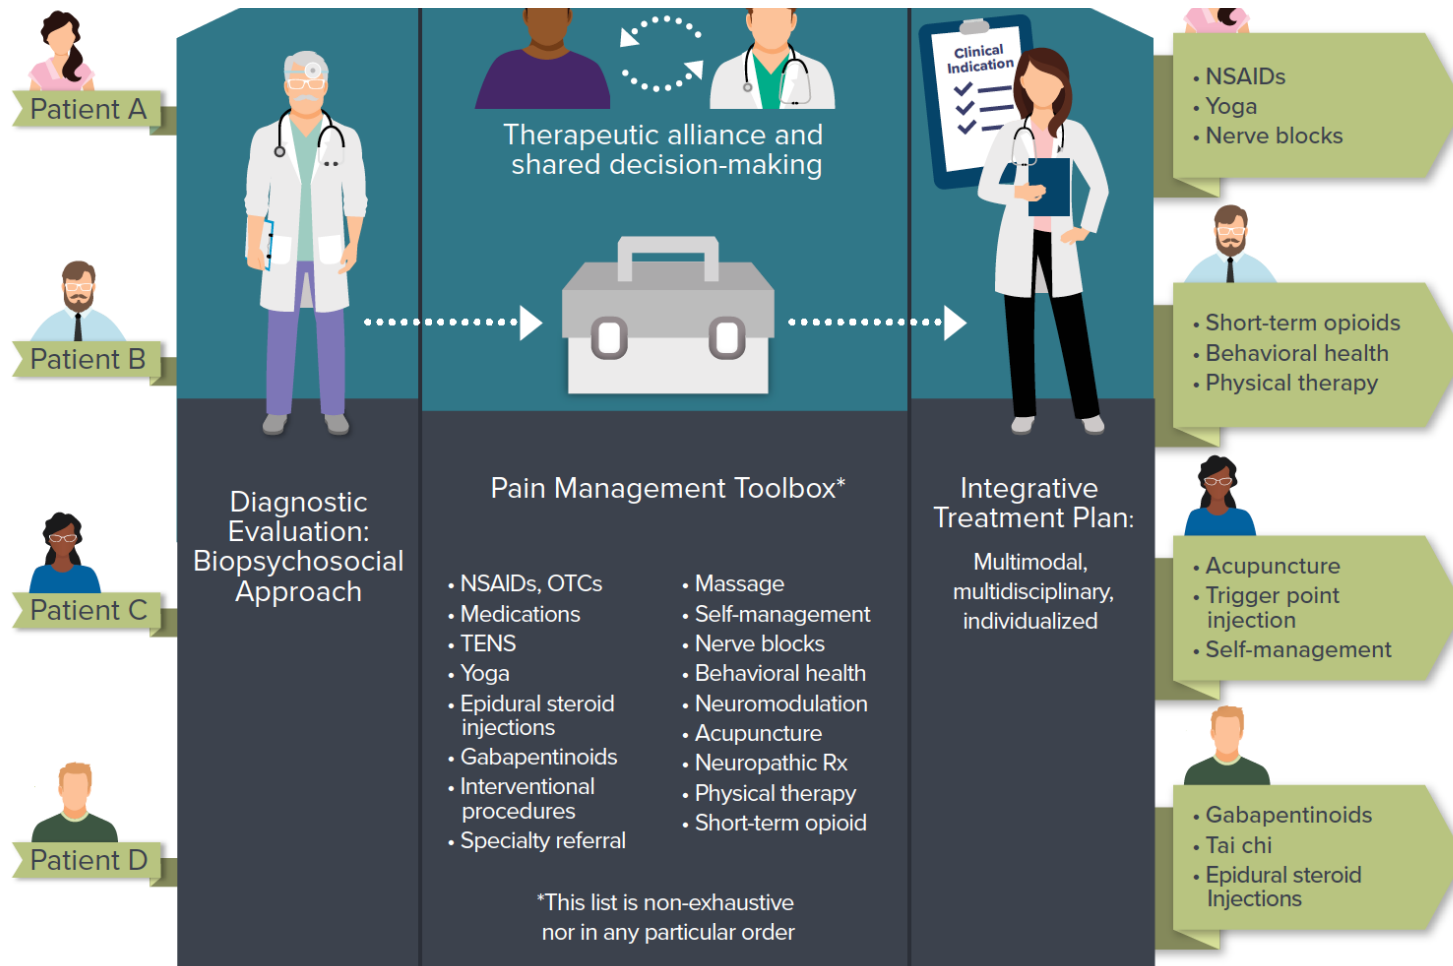 Patient A
Patient B
Patient C
Patient D
Diagnostic
Evaluation:
Biopsychosocial
Approach
Therapeutic alliance and
shared decision-making
Pain Management Toolbox*
• NSAIDs, OTCs
• Medications
• TENS
• Yoga
• Epidural steroid
injections
• Gabapentinoids
• Interventional
procedures
• Specialty referral
• Massage
• Self-management
• Nerve blocks
• Behavioral health
• Neuromodulation
• Acupuncture
• Neuropathic Rx
• Physical therapy
• Short-term opioid
*This list is non-exhaustive
nor in any particular order
Clinical
Indication
Integrative
Treatment Plan:
Multimodal,
multidisciplinary,
individualized
• NSAIDs
• Yoga
• Nerve blocks
• Short-term opioids
• Behavioral health
• Physical therapy
• Acupuncture
• Trigger point
injection
• Self-management
• Gabapentinoids
• Tai chi
• Epidural steroid
Injections